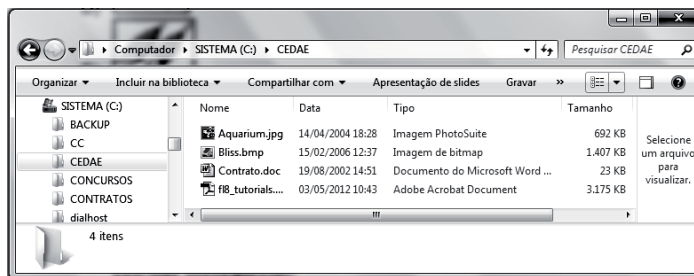 Computador ▸ SISTEMA (C:) ▸ CEDAE Pesquisar CEDAE
Organizar ▾ Incluir na biblioteca ▾ Compartilhar com ▾ Apresentação de slides Gravar »
SISTEMA (C:)
BACKUP
CC
CEDAE
CONCURSOS
CONTRATOS
dialhost
Nome Data Tipo Tamanho
Aquarium.jpg 14/04/2004 18:28 Imagem PhotoSuite 692 KB
Bliss.bmp 15/02/2006 12:37 Imagem de bitmap 1.407 KB
Contrato.doc 19/08/2002 14:51 Documento do Microsoft Word ... 23 KB
fl8_tutorials.... 03/05/2012 10:43 Adobe Acrobat Document 3.175 KB
Selecione
um arquivo
para
visualizar.
4 itens